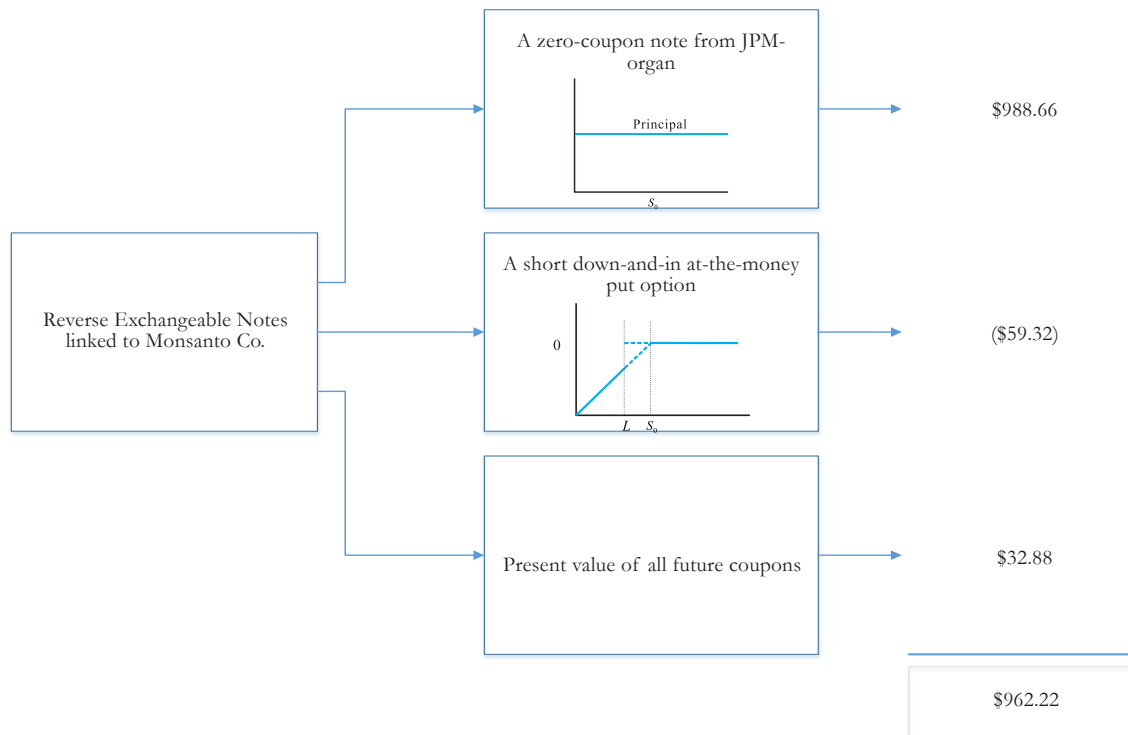 A zero-coupon note from JPM-
organ
Principal
S₀
$988.66
Reverse Exchangeable Notes
linked to Monsanto Co.
A short down-and-in at-the-money
put option
0
L S₀
($59.32)
Present value of all future coupons
$32.88
$962.22